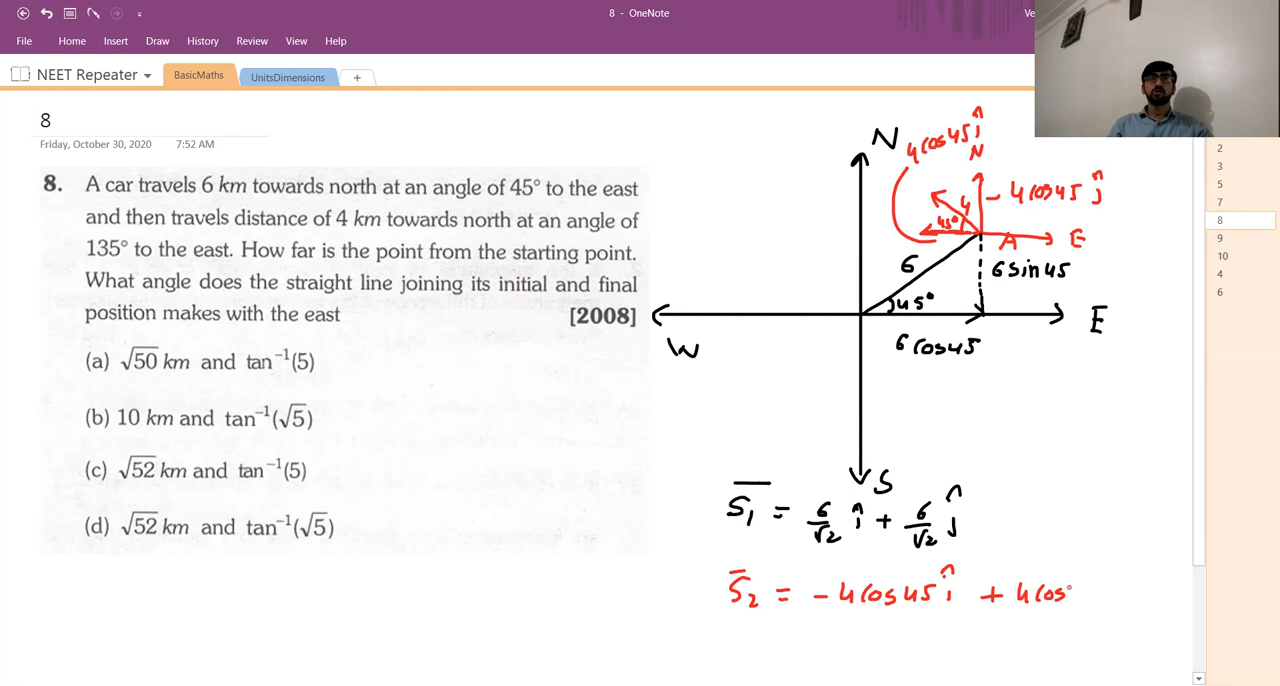 8 - OneNote
Ve
File Home Insert Draw History Review View Help
NEET Repeater
BasicMaths
UnitsDimensions
+
8
Friday, October 30, 2020 7:52 AM
8. A car travels 6 km towards north at an angle of 45° to the east
and then travels distance of 4 km towards north at an angle of
135° to the east. How far is the point from the starting point.
What angle does the straight line joining its initial and final
position makes with the east [2008]
(a) √50 km and tan⁻¹(5)
(b) 10 km and tan⁻¹(√5)
(c) √52 km and tan⁻¹(5)
(d) √52 km and tan⁻¹(√5)
N
4cos45 î
N
- 4cos45 ĵ
4
45°
A
E
6
6sin45
45°
E
W
6cos45
S
S₁ = 6/√2 î + 6/√2 ĵ
S̄₂ = - 4cos45 î + 4cos
2
3
5
7
8
9
10
4
6